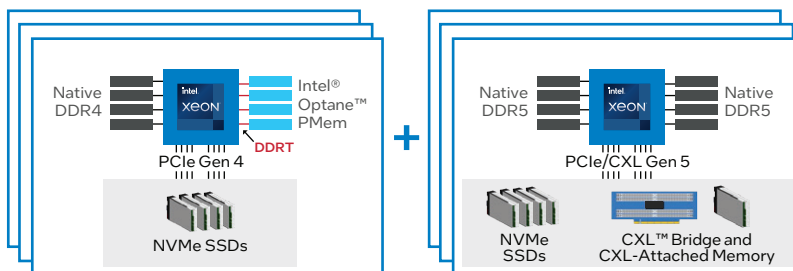 Native
DDR4
intel
XEON
Intel®
Optane™
PMem
DDRT
PCIe Gen 4
NVMe SSDs
+
Native
DDR5
intel
XEON
Native
DDR5
PCIe/CXL Gen 5
NVMe
SSDs
CXL™ Bridge and
CXL-Attached Memory